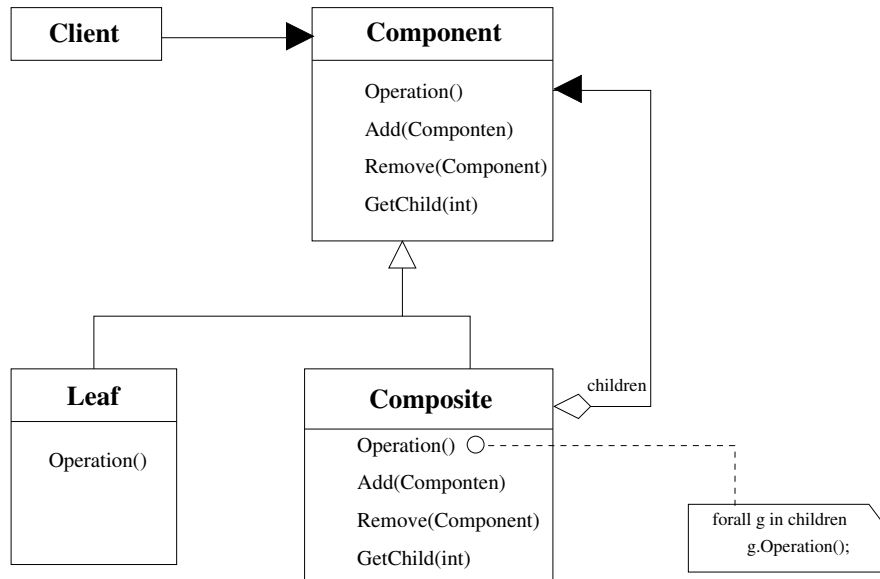 Client
Component
Operation()
Add(Componten)
Remove(Component)
GetChild(int)
children
Leaf
Operation()
Composite
Operation()
Add(Componten)
Remove(Component)
GetChild(int)
forall g in children
g.Operation();